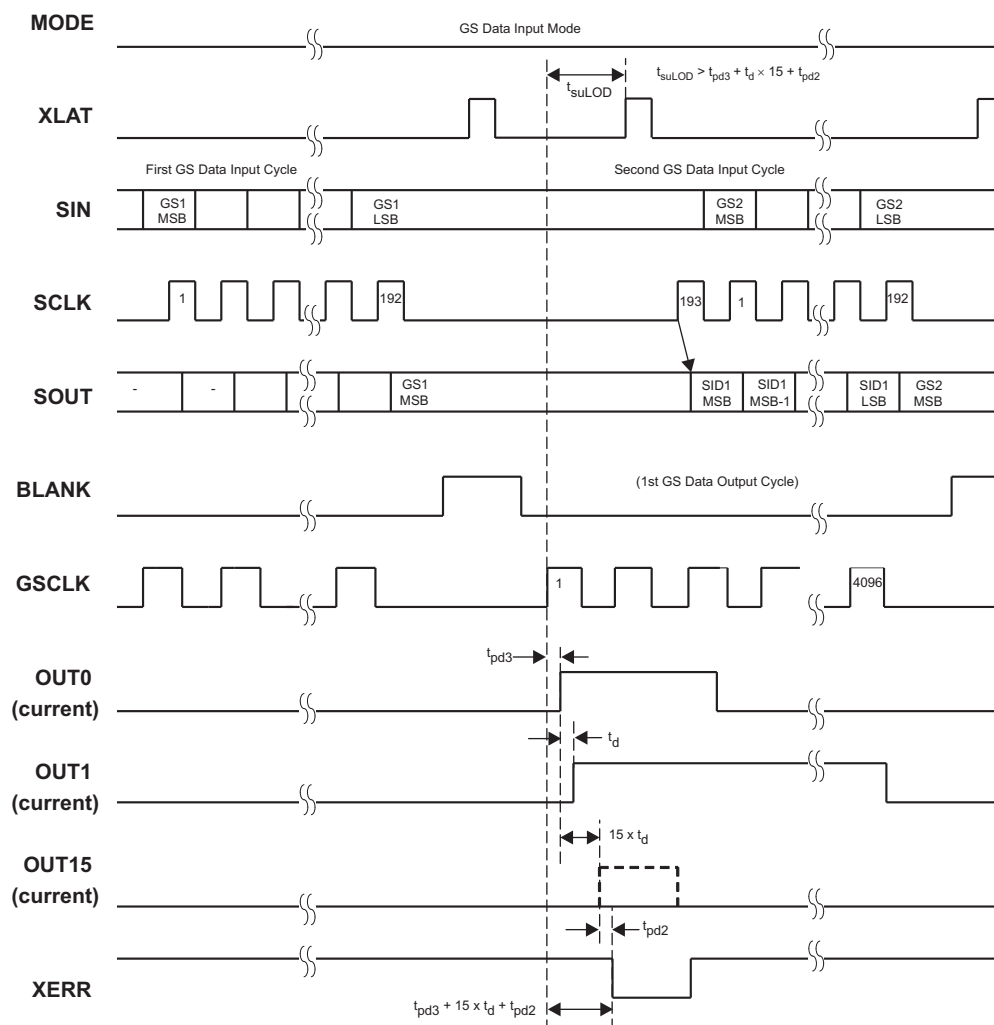 MODE
GS Data Input Mode
tsuLOD
tsuLOD > tpd3 + td × 15 + tpd2
XLAT
First GS Data Input Cycle
Second GS Data Input Cycle
SIN
GS1
MSB
GS1
LSB
GS2
MSB
GS2
LSB
SCLK
1
192
193
1
192
SOUT
-
-
GS1
MSB
SID1
MSB
SID1
MSB-1
SID1
LSB
GS2
MSB
BLANK
(1st GS Data Output Cycle)
GSCLK
1
4096
tpd3
OUT0
(current)
td
OUT1
(current)
15 x td
OUT15
(current)
tpd2
XERR
tpd3 + 15 x td + tpd2